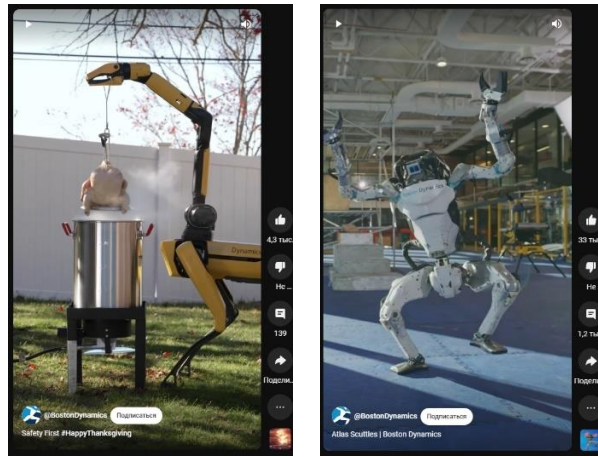 4,3 тыс
Не ...
139
Подели...
@BostonDynamics
Подписаться
Safety First #HappyThanksgiving
33 ты
Не
1,2 ты
Подели
@BostonDynamics
Подписаться
Atlas Scuttles | Boston Dynamics